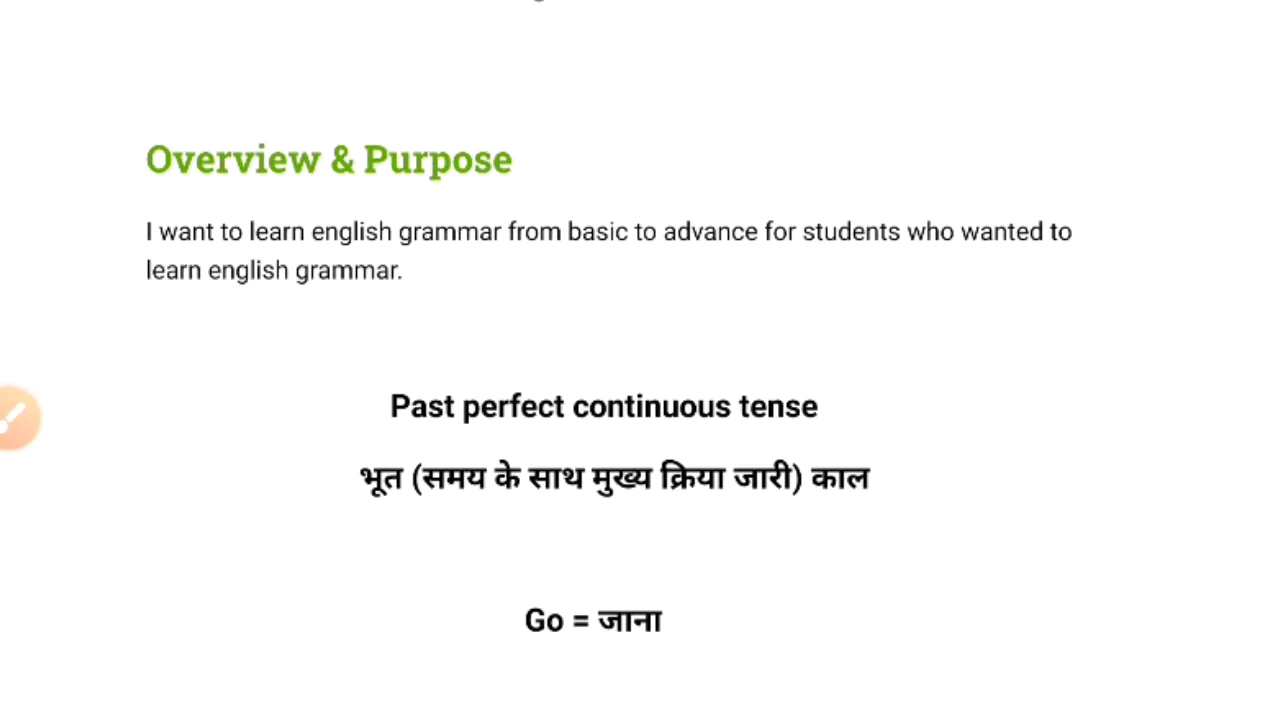 Overview & Purpose
I want to learn english grammar from basic to advance for students who wanted to
learn english grammar.
Past perfect continuous tense
भूत (समय के साथ मुख्य क्रिया जारी) काल
Go = जाना